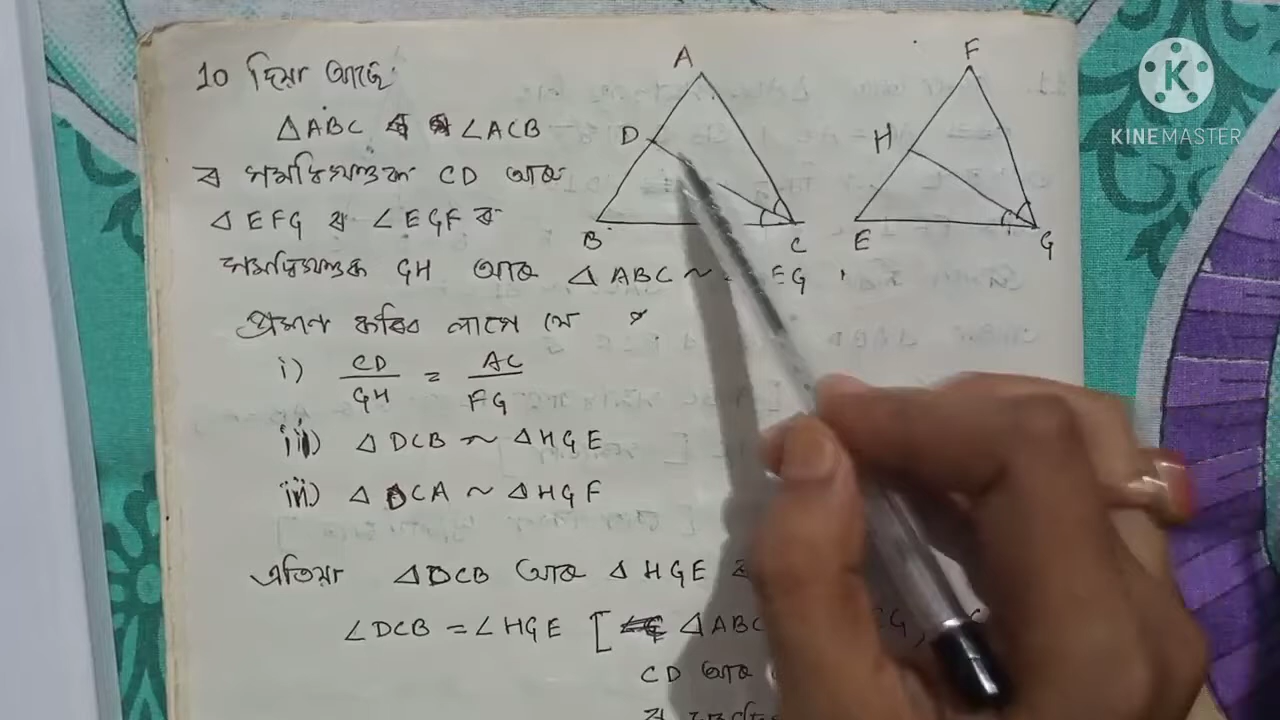 10 দিয়া আছে
△ABC ∠ACB
ৰ সমদ্বিখণ্ডক CD আৰু
△EFG ৰ ∠EGF ৰ
সমদ্বিখণ্ডক GH আৰু △ABC ~ EG
প্ৰমাণ কৰিব লাগে যে
i) CD/GH = AC/FG
ii) △DCB ~ △HGE
iii) △DCA ~ △HGF
এতিয়া △DCB আৰু △HGE ৰ
∠DCB = ∠HGE [ △ABC
CD আৰু
A
D
B
C
F
H
E
G
K
KINEMASTER